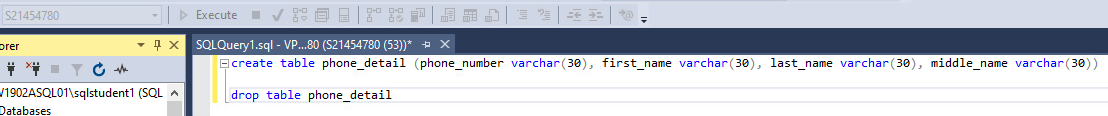 S21454780
Execute
orer
SQLQuery1.sql - VP...80 (S21454780 (53))*
create table phone_detail (phone_number varchar(30), first_name varchar(30), last_name varchar(30), middle_name varchar(30))
V1902ASQL01\sqlstudent1 (SQL
drop table phone_detail
Databases